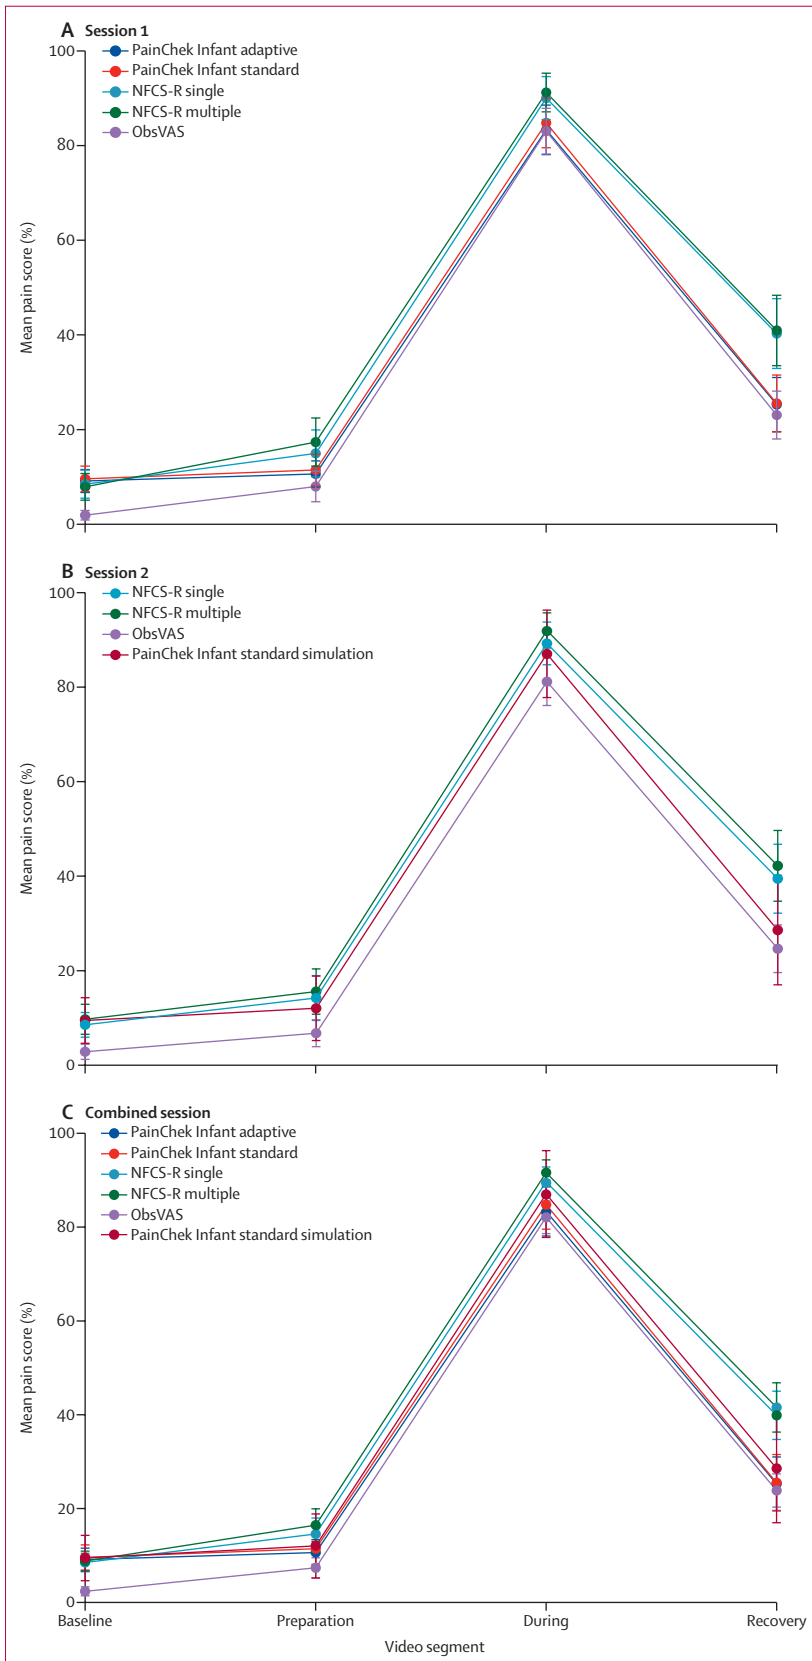 A Session 1
PainChek Infant adaptive
PainChek Infant standard
NFCS-R single
NFCS-R multiple
ObsVAS
100
80
60
40
20
0
Mean pain score (%)
B Session 2
NFCS-R single
NFCS-R multiple
ObsVAS
PainChek Infant standard simulation
100
80
60
40
20
0
Mean pain score (%)
C Combined session
PainChek Infant adaptive
PainChek Infant standard
NFCS-R single
NFCS-R multiple
ObsVAS
PainChek Infant standard simulation
100
80
60
40
20
0
Mean pain score (%)
Baseline Preparation During Recovery
Video segment